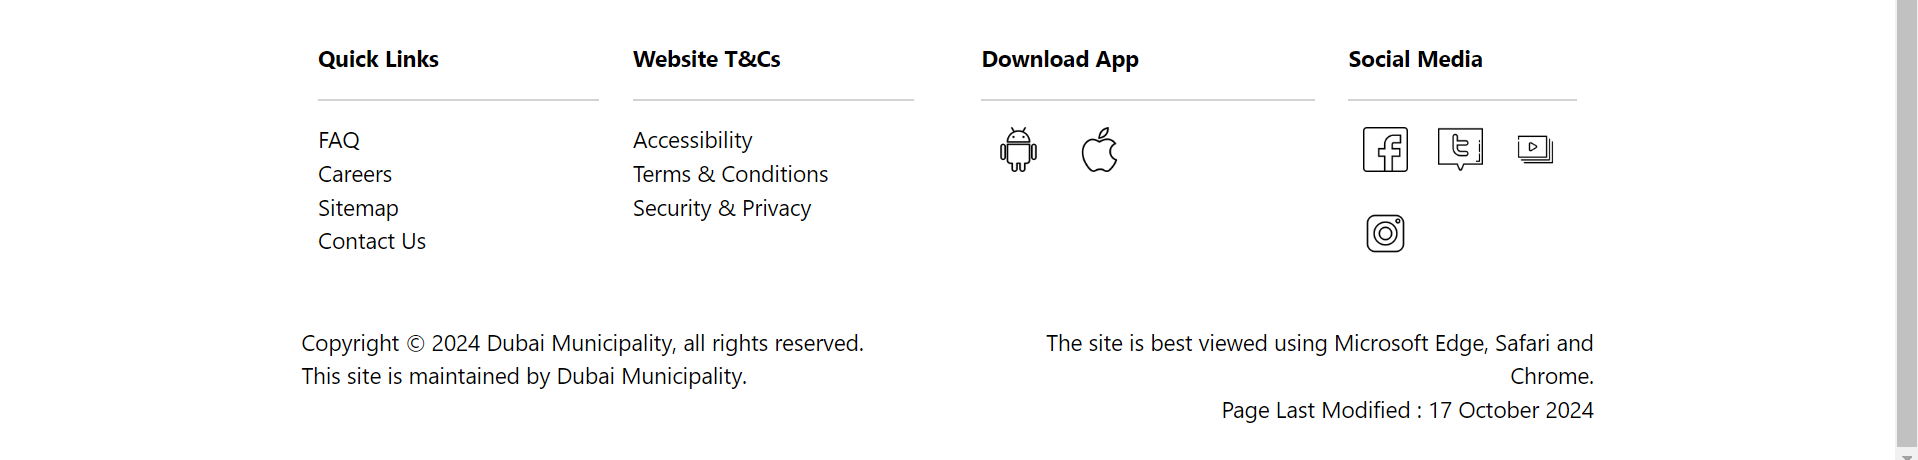 Quick Links
FAQ
Careers
Sitemap
Contact Us
Website T&Cs
Accessibility
Terms & Conditions
Security & Privacy
Download App
Social Media
Copyright © 2024 Dubai Municipality, all rights reserved.
This site is maintained by Dubai Municipality.
The site is best viewed using Microsoft Edge, Safari and
Chrome.
Page Last Modified : 17 October 2024